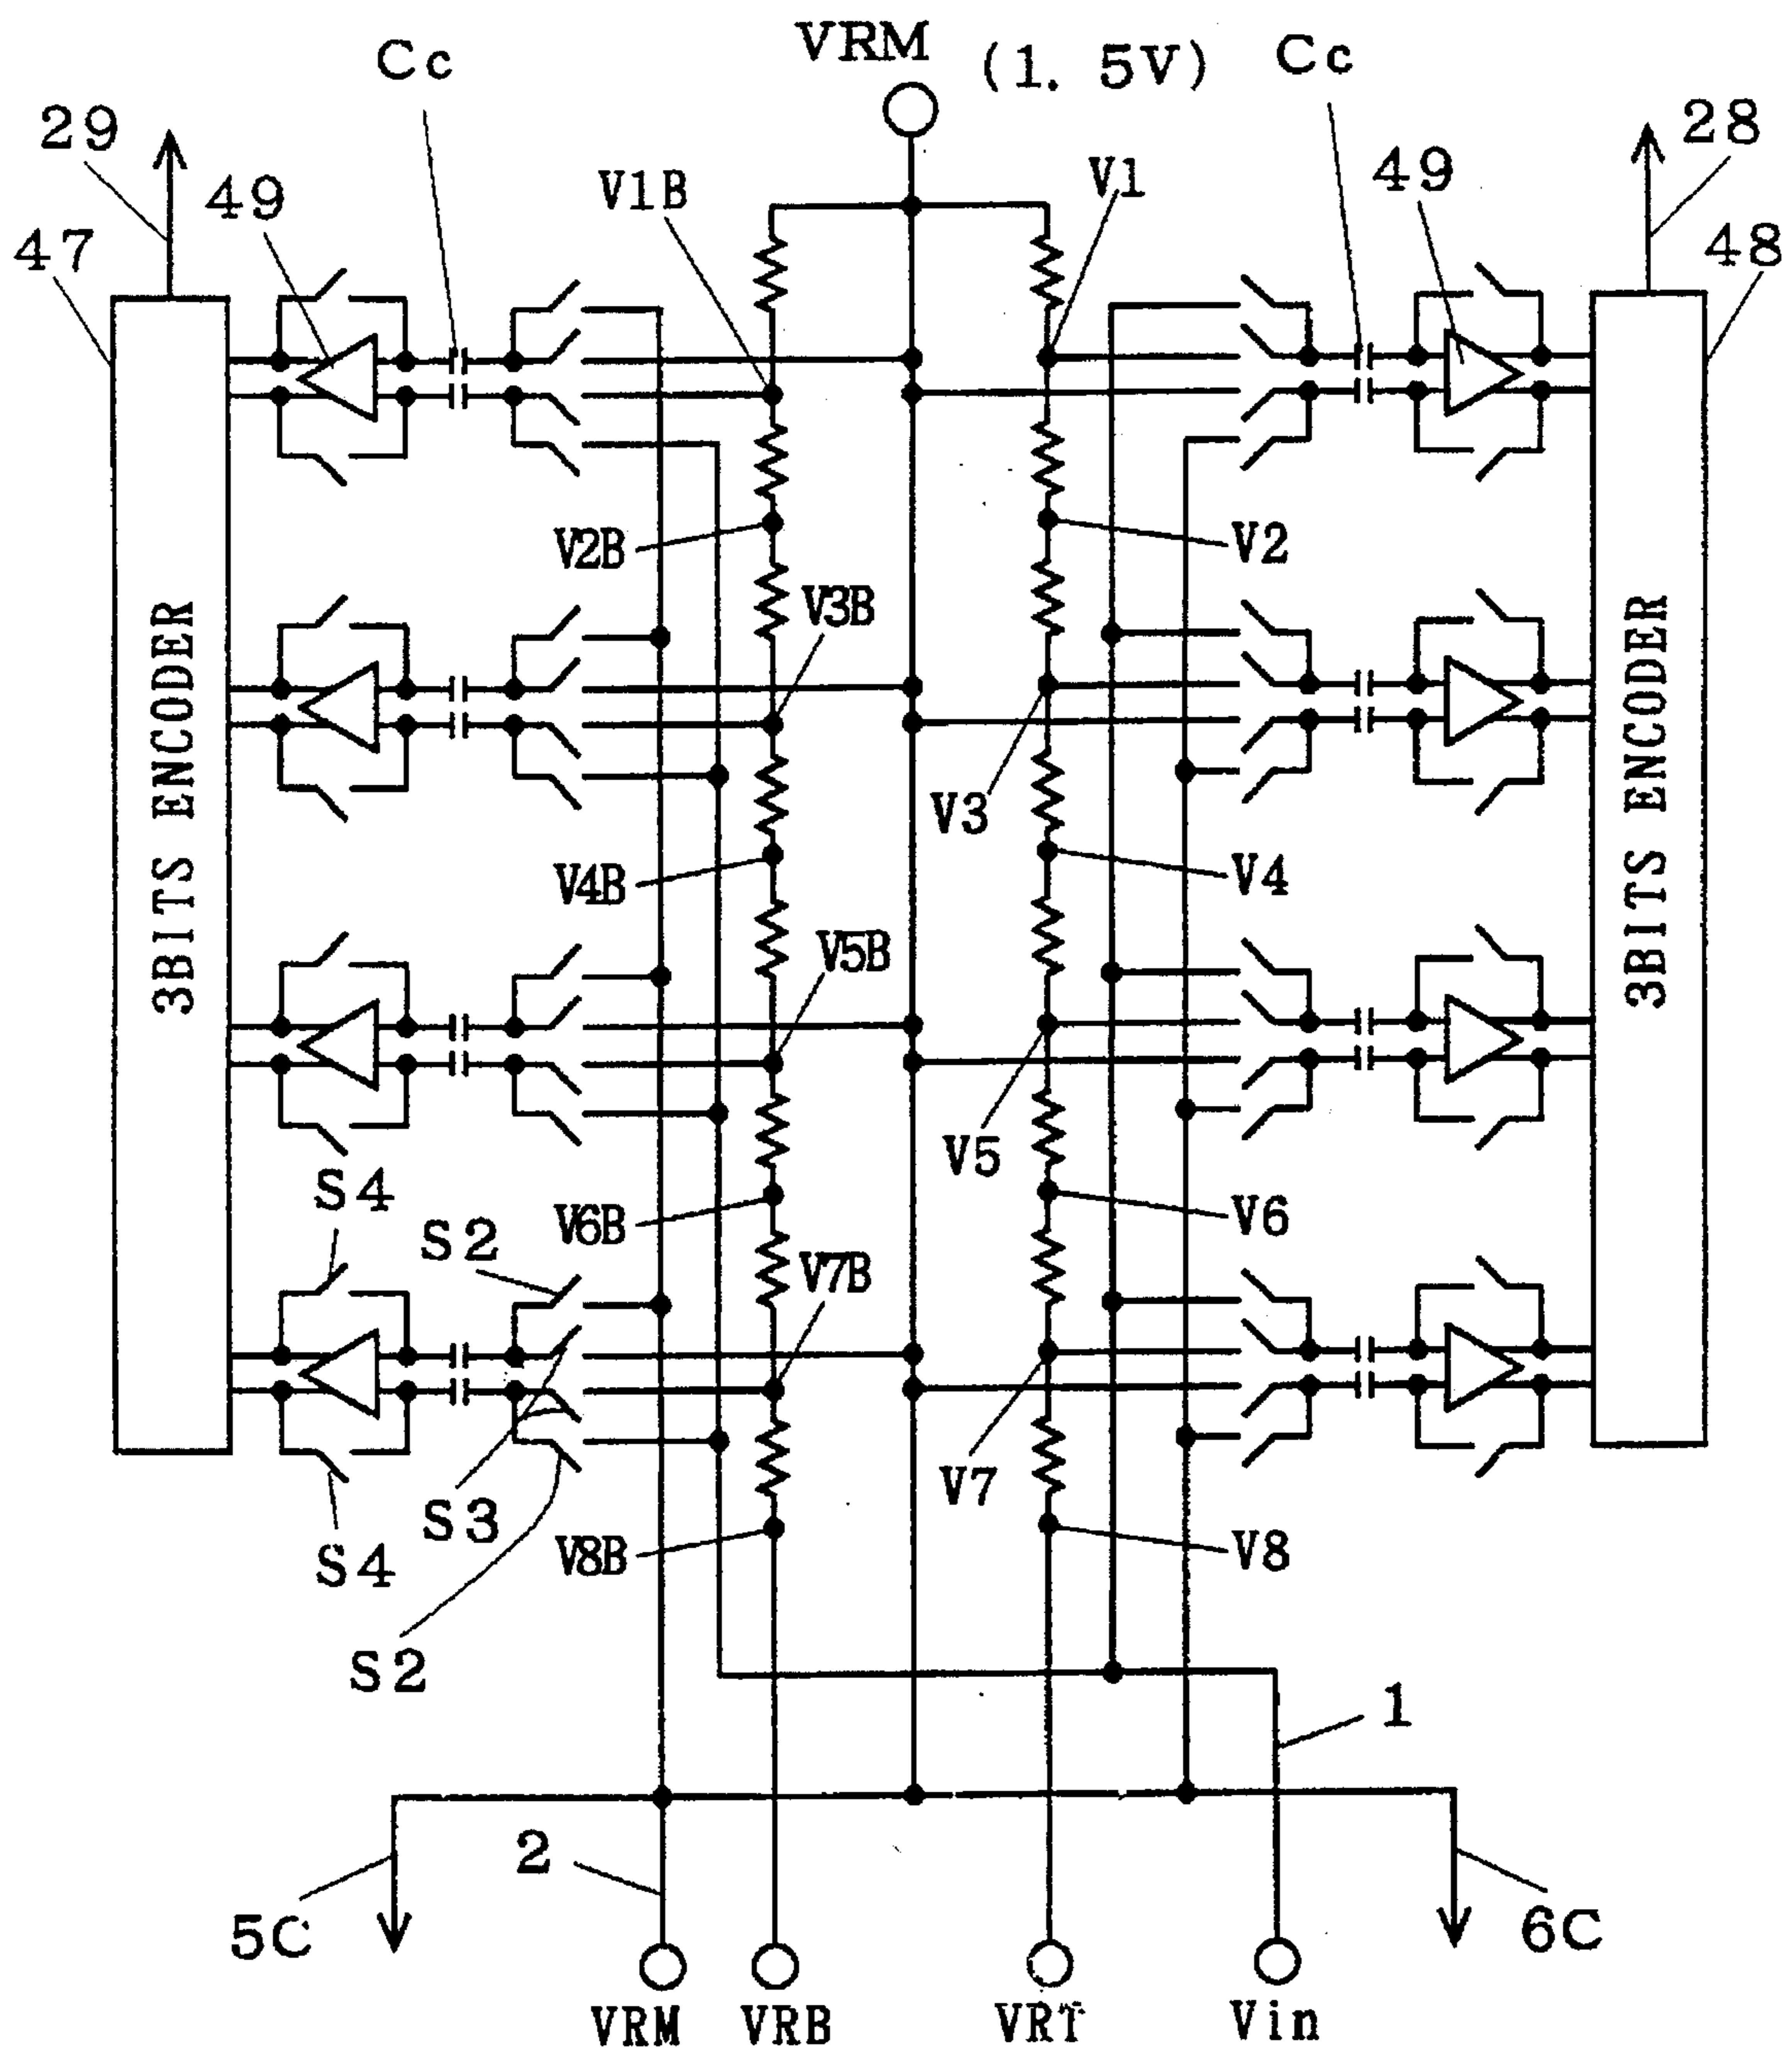 VRM (1. 5V)
Cc
Cc
29
49
V1B
V1
49
28
47
48
V2B
V2
V3B
3BITS ENCODER
3BITS ENCODER
V3
V4B
V4
V5B
V5
S4
V6B
V6
S2
V7B
S3
V7
S4
V8B
V8
S2
1
2
5C
6C
VRM
VRB
VRT
Vin